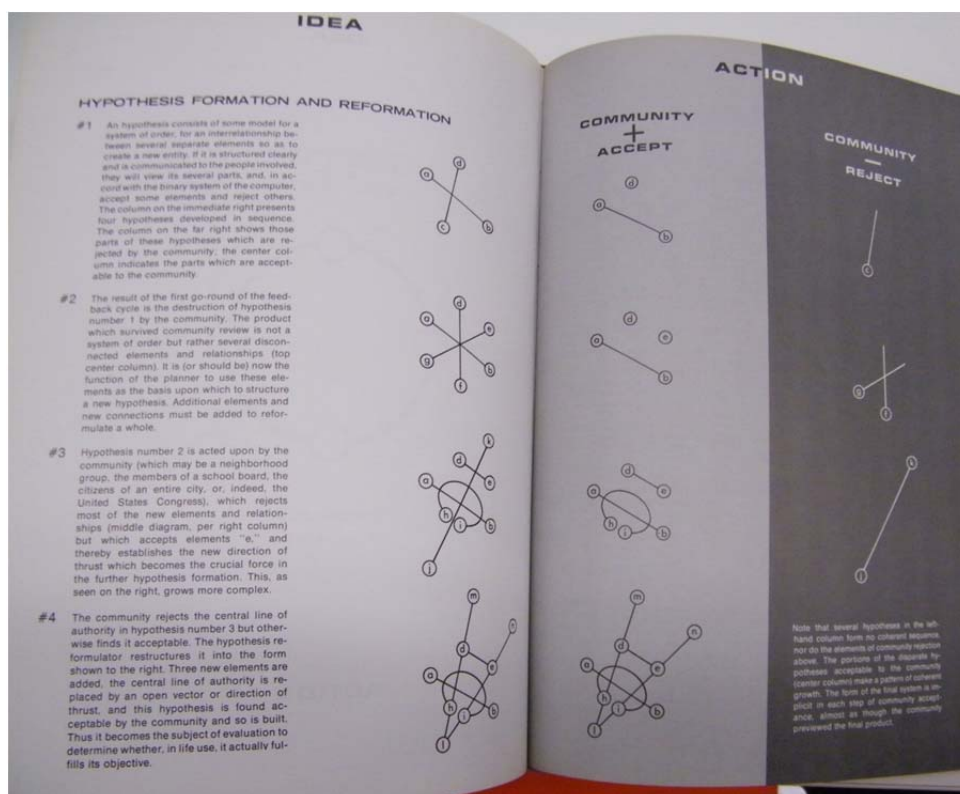 IDEA
HYPOTHESIS FORMATION AND REFORMATION
#1 An hypothesis consists of some model for a
system of order, for an interrelationship be-
tween several separate elements so as to
create a new entity. If it is structured clearly
and is communicated to the people involved,
they will view its several parts, and, in ac-
cord with the binary system of the computer,
accept some elements and reject others.
The column on the immediate right presents
four hypotheses developed in sequence.
The column on the far right shows those
parts of these hypotheses which are re-
jected by the community; the center col-
umn indicates the parts which are accept-
able to the community.
a
d
c
b
#2 The result of the first go-round of the feed-
back cycle is the destruction of hypothesis
number 1 by the community. The product
which survived community review is not a
system of order but rather several discon-
nected elements and relationships (top
center column). It is (or should be) now the
function of the planner to use these ele-
ments as the basis upon which to structure
a new hypothesis. Additional elements and
new connections must be added to refor-
mulate a whole.
d
a
e
g
b
f
#3 Hypothesis number 2 is acted upon by the
community (which may be a neighborhood
group, the members of a school board, the
citizens of an entire city, or, indeed, the
United States Congress), which rejects
most of the new elements and relation-
ships (middle diagram, per right column)
but which accepts elements "e," and
thereby establishes the new direction of
thrust which becomes the crucial force in
the further hypothesis formation. This, as
seen on the right, grows more complex.
k
d
a
e
h
i
b
j
#4 The community rejects the central line of
authority in hypothesis number 3 but other-
wise finds it acceptable. The hypothesis re-
formulator restructures it into the form
shown to the right. Three new elements are
added, the central line of authority is re-
placed by an open vector or direction of
thrust, and this hypothesis is found ac-
ceptable by the community and so is built.
Thus it becomes the subject of evaluation to
determine whether, in life use, it actually ful-
fills its objective.
m
d
e
a
h
i
b
l
ACTION
COMMUNITY
+
ACCEPT
d
a
b
d
a
e
b
d
a
e
h
i
b
m
n
d
e
a
h
i
b
l
COMMUNITY
–
REJECT
c
g
f
k
j
Note that several hypotheses in the left-
hand column form no coherent sequence
nor do the elements of community rejection
above. The portions of the disparate hy-
potheses acceptable to the community
(center column) make a pattern of coherent
growth. The form of the final system is im-
plicit in each step of community accept-
ance, almost as though the community
previewed the final product.